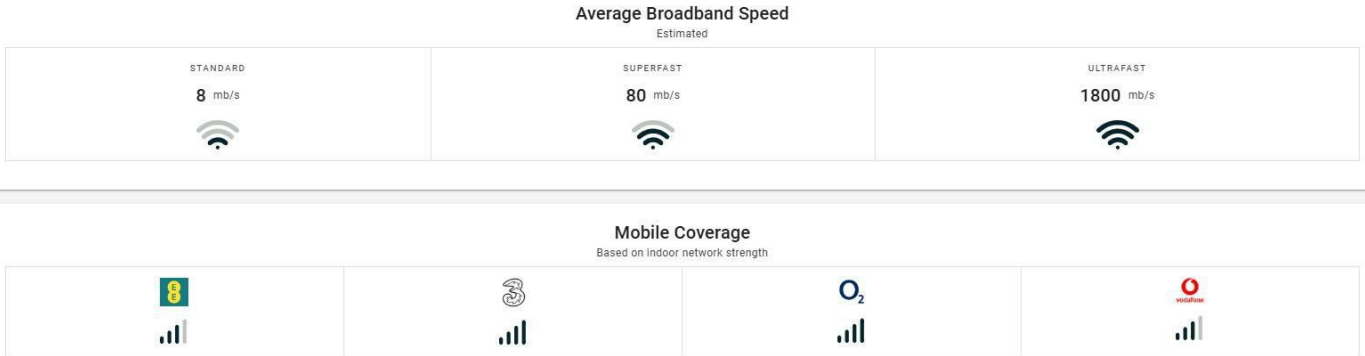 Average Broadband Speed
Estimated
STANDARD
SUPERFAST
ULTRAFAST
8 mb/s
80 mb/s
1800 mb/s
Mobile Coverage
Based on indoor network strength
EE
3
O2
vodafone